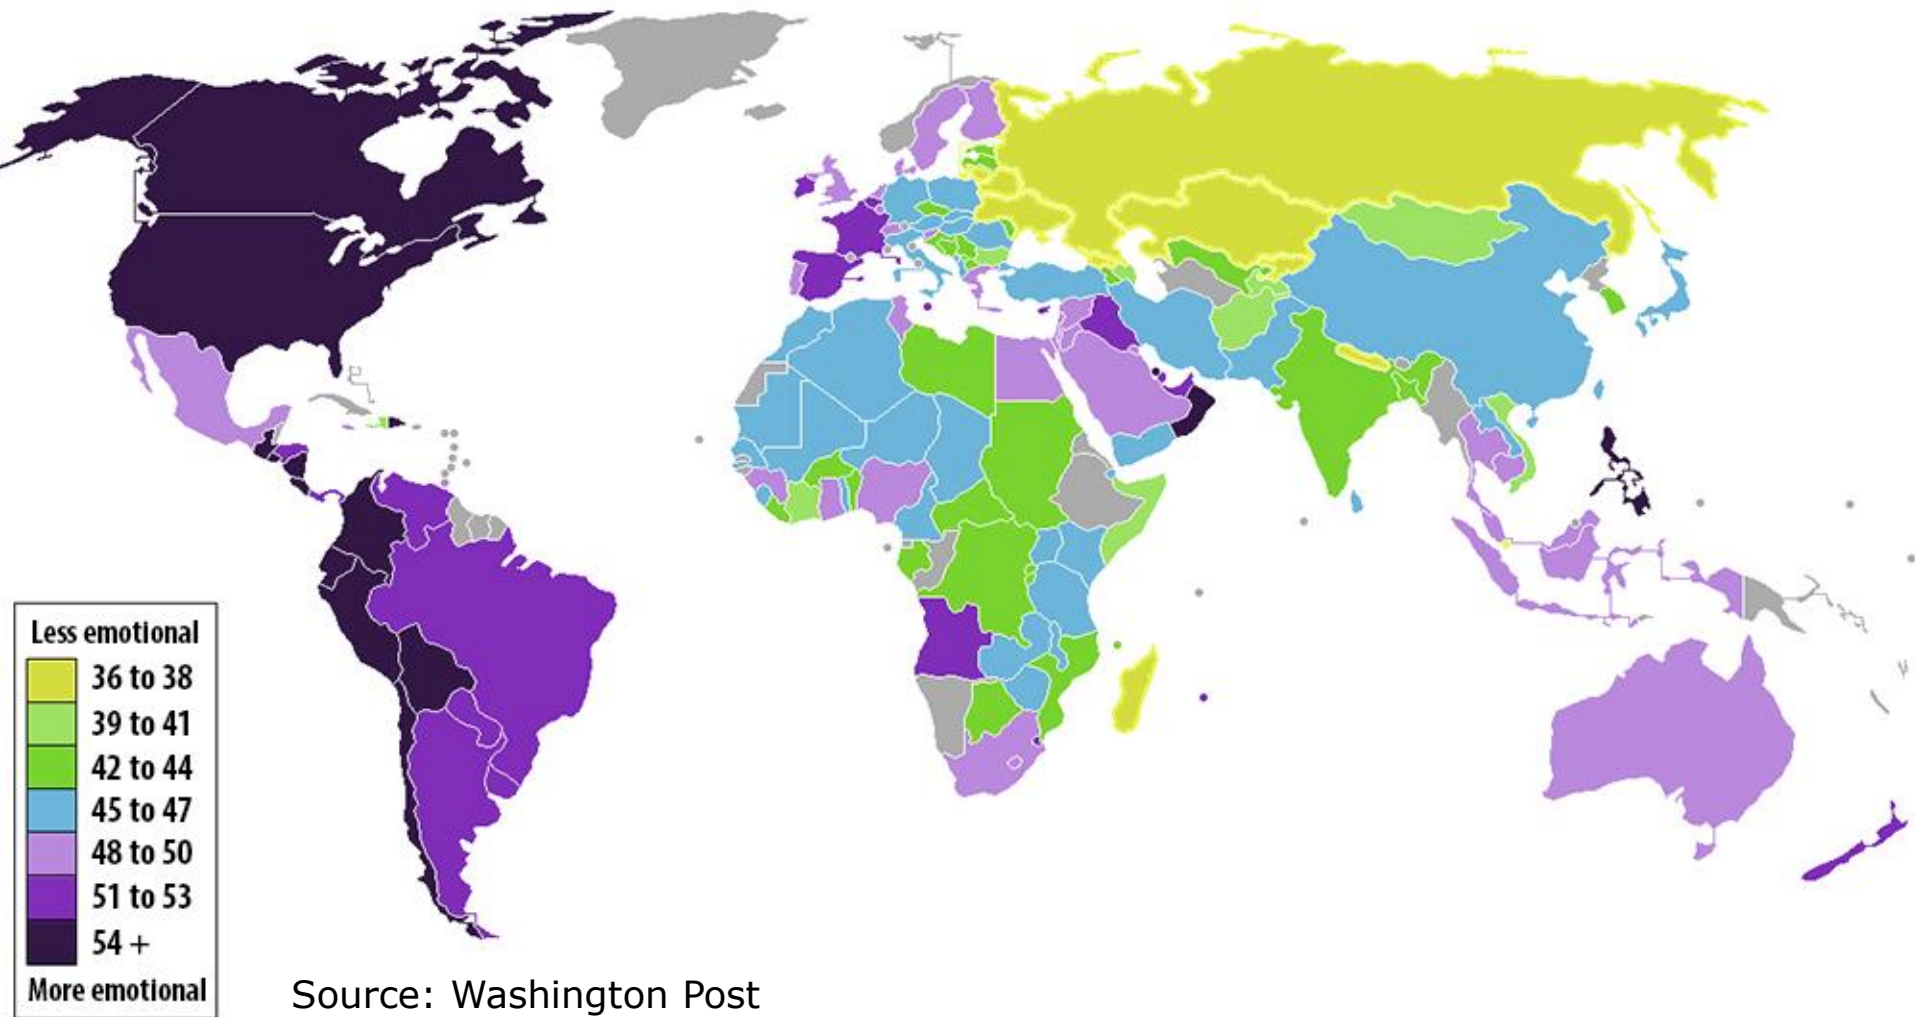 Less emotional
36 to 38
39 to 41
42 to 44
45 to 47
48 to 50
51 to 53
54 +
More emotional
Source: Washington Post